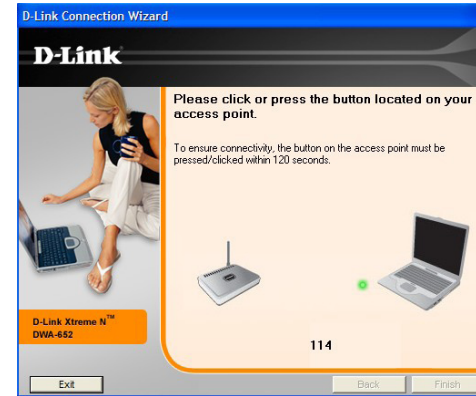 D-Link Connection Wizard
D-Link
Please click or press the button located on your
access point.
To ensure connectivity, the button on the access point must be
pressed/clicked within 120 seconds.
D-Link Xtreme N™
DWA-652
114
Exit
Back
Finish